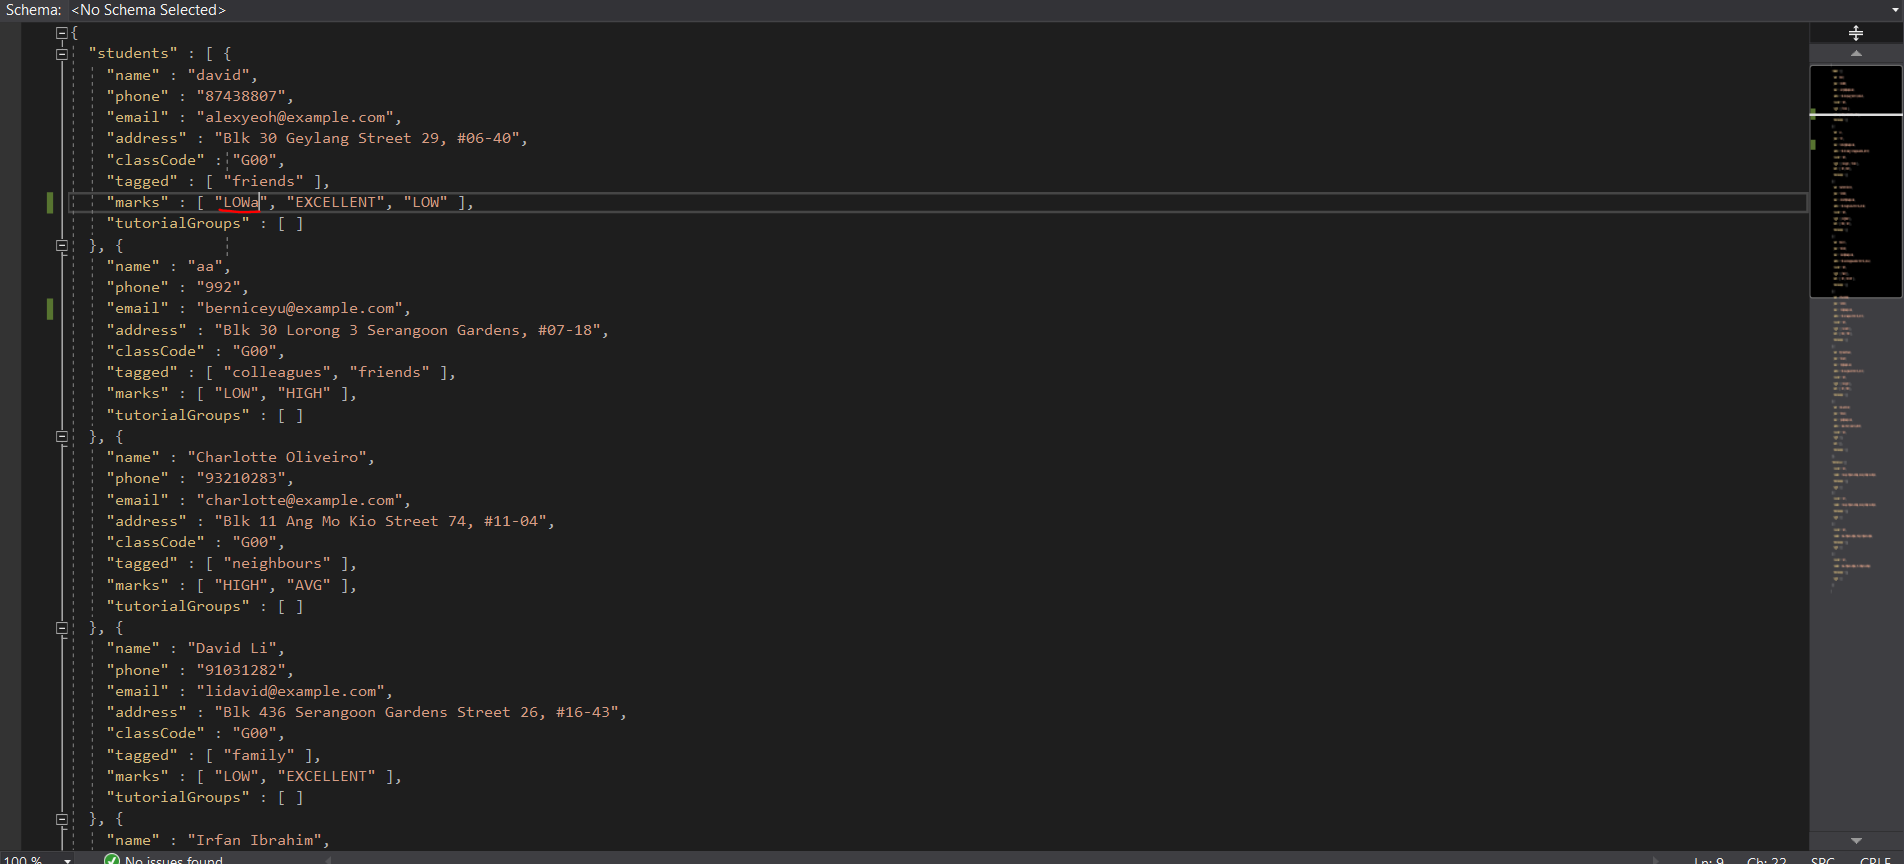 Schema: <No Schema Selected>
{
"students" : [ {
"name" : "david",
"phone" : "87438807",
"email" : "alexyeoh@example.com",
"address" : "Blk 30 Geylang Street 29, #06-40",
"classCode" : "G00",
"tagged" : [ "friends" ],
"marks" : [ "LOWa", "EXCELLENT", "LOW" ],
"tutorialGroups" : [ ]
}, {
"name" : "aa",
"phone" : "992",
"email" : "berniceyu@example.com",
"address" : "Blk 30 Lorong 3 Serangoon Gardens, #07-18",
"classCode" : "G00",
"tagged" : [ "colleagues", "friends" ],
"marks" : [ "LOW", "HIGH" ],
"tutorialGroups" : [ ]
}, {
"name" : "Charlotte Oliveiro",
"phone" : "93210283",
"email" : "charlotte@example.com",
"address" : "Blk 11 Ang Mo Kio Street 74, #11-04",
"classCode" : "G00",
"tagged" : [ "neighbours" ],
"marks" : [ "HIGH", "AVG" ],
"tutorialGroups" : [ ]
}, {
"name" : "David Li",
"phone" : "91031282",
"email" : "lidavid@example.com",
"address" : "Blk 436 Serangoon Gardens Street 26, #16-43",
"classCode" : "G00",
"tagged" : [ "family" ],
"marks" : [ "LOW", "EXCELLENT" ],
"tutorialGroups" : [ ]
}, {
"name" : "Irfan Ibrahim",
100 % No issues found Ln: 9 Ch: 22 SPC CRLF